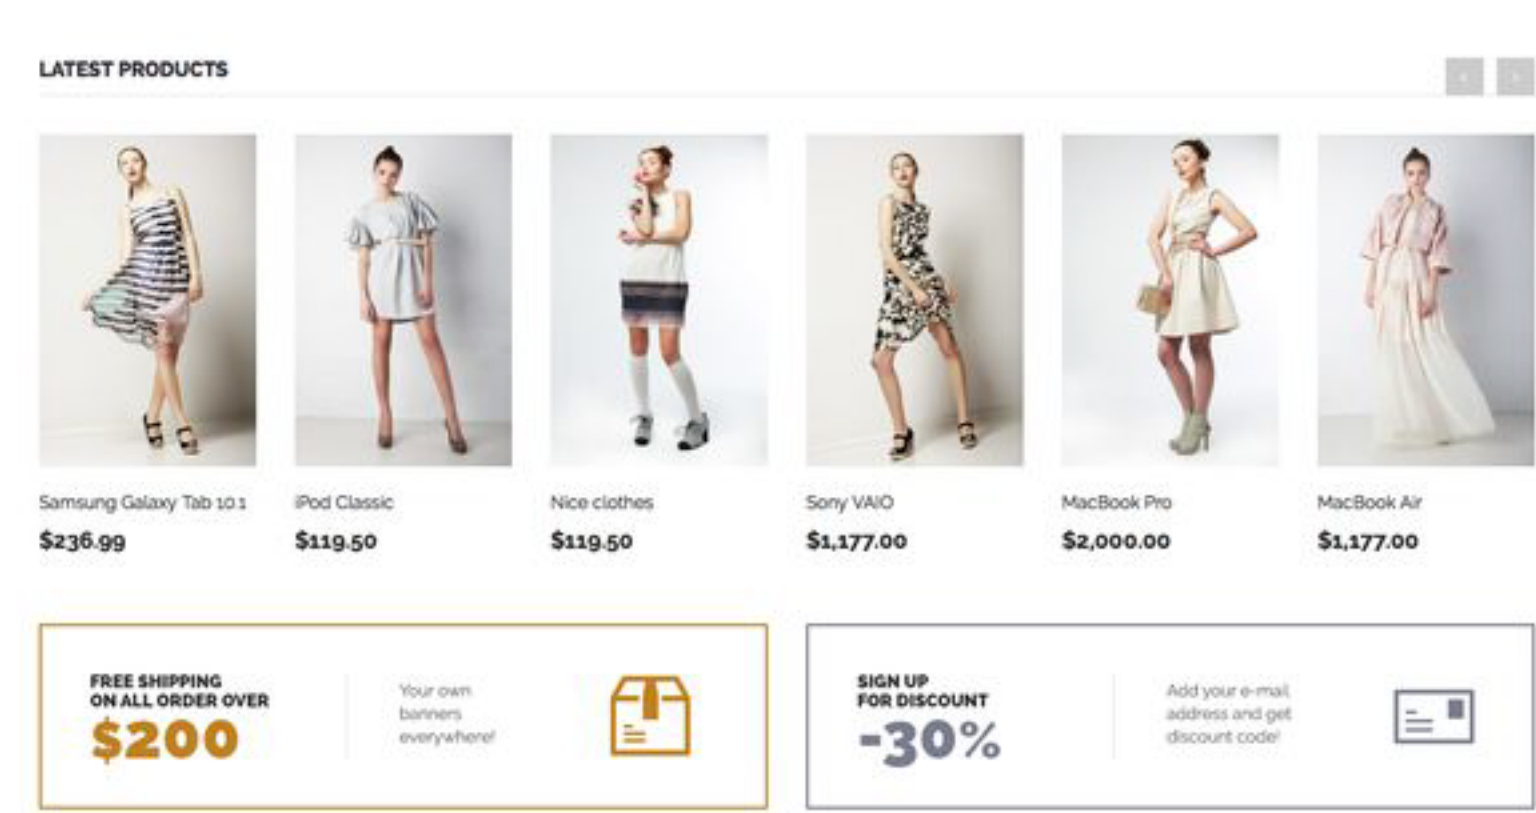 LATEST PRODUCTS
Samsung Galaxy Tab 10.1
$236.99
iPod Classic
$119.50
Nice clothes
$119.50
Sony VAIO
$1,177.00
MacBook Pro
$2,000.00
MacBook Air
$1,177.00
FREE SHIPPING
ON ALL ORDER OVER
$200
Your own
banners
everywhere!
SIGN UP
FOR DISCOUNT
-30%
Add your e-mail
address and get
discount code!